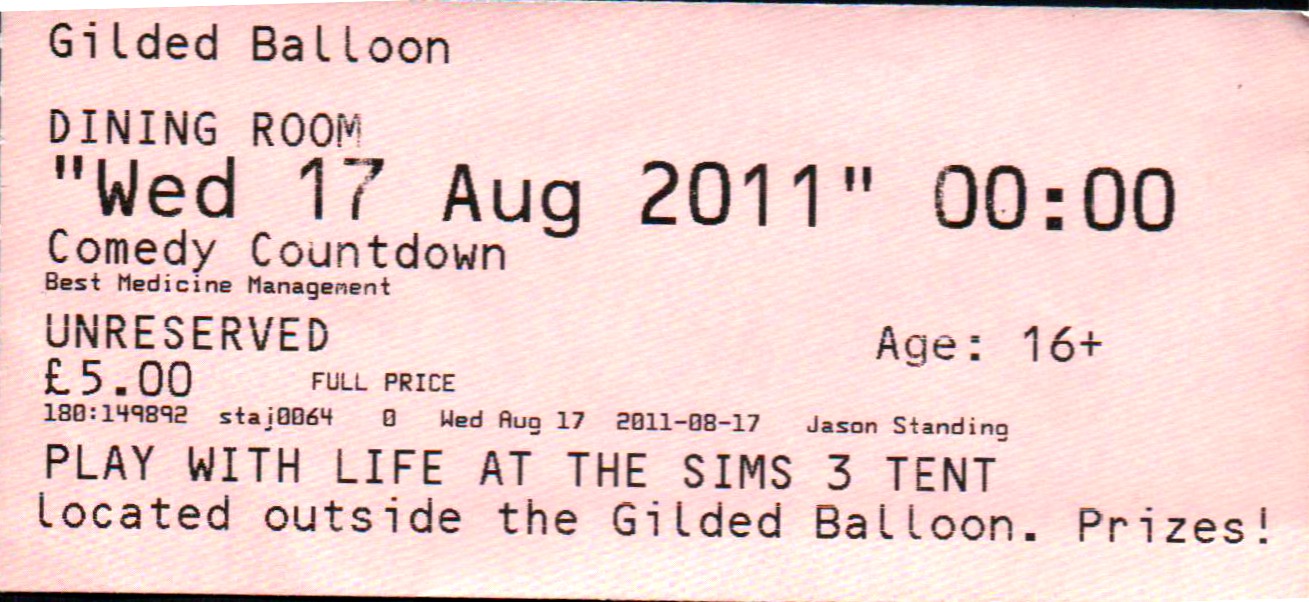 Gilded Balloon
DINING ROOM
"Wed 17 Aug 2011" 00:00
Comedy Countdown
Best Medicine Management
UNRESERVED Age: 16+
£5.00 FULL PRICE
180:149892 staj0064 0 Wed Aug 17 2011-08-17 Jason Standing
PLAY WITH LIFE AT THE SIMS 3 TENT
located outside the Gilded Balloon. Prizes!